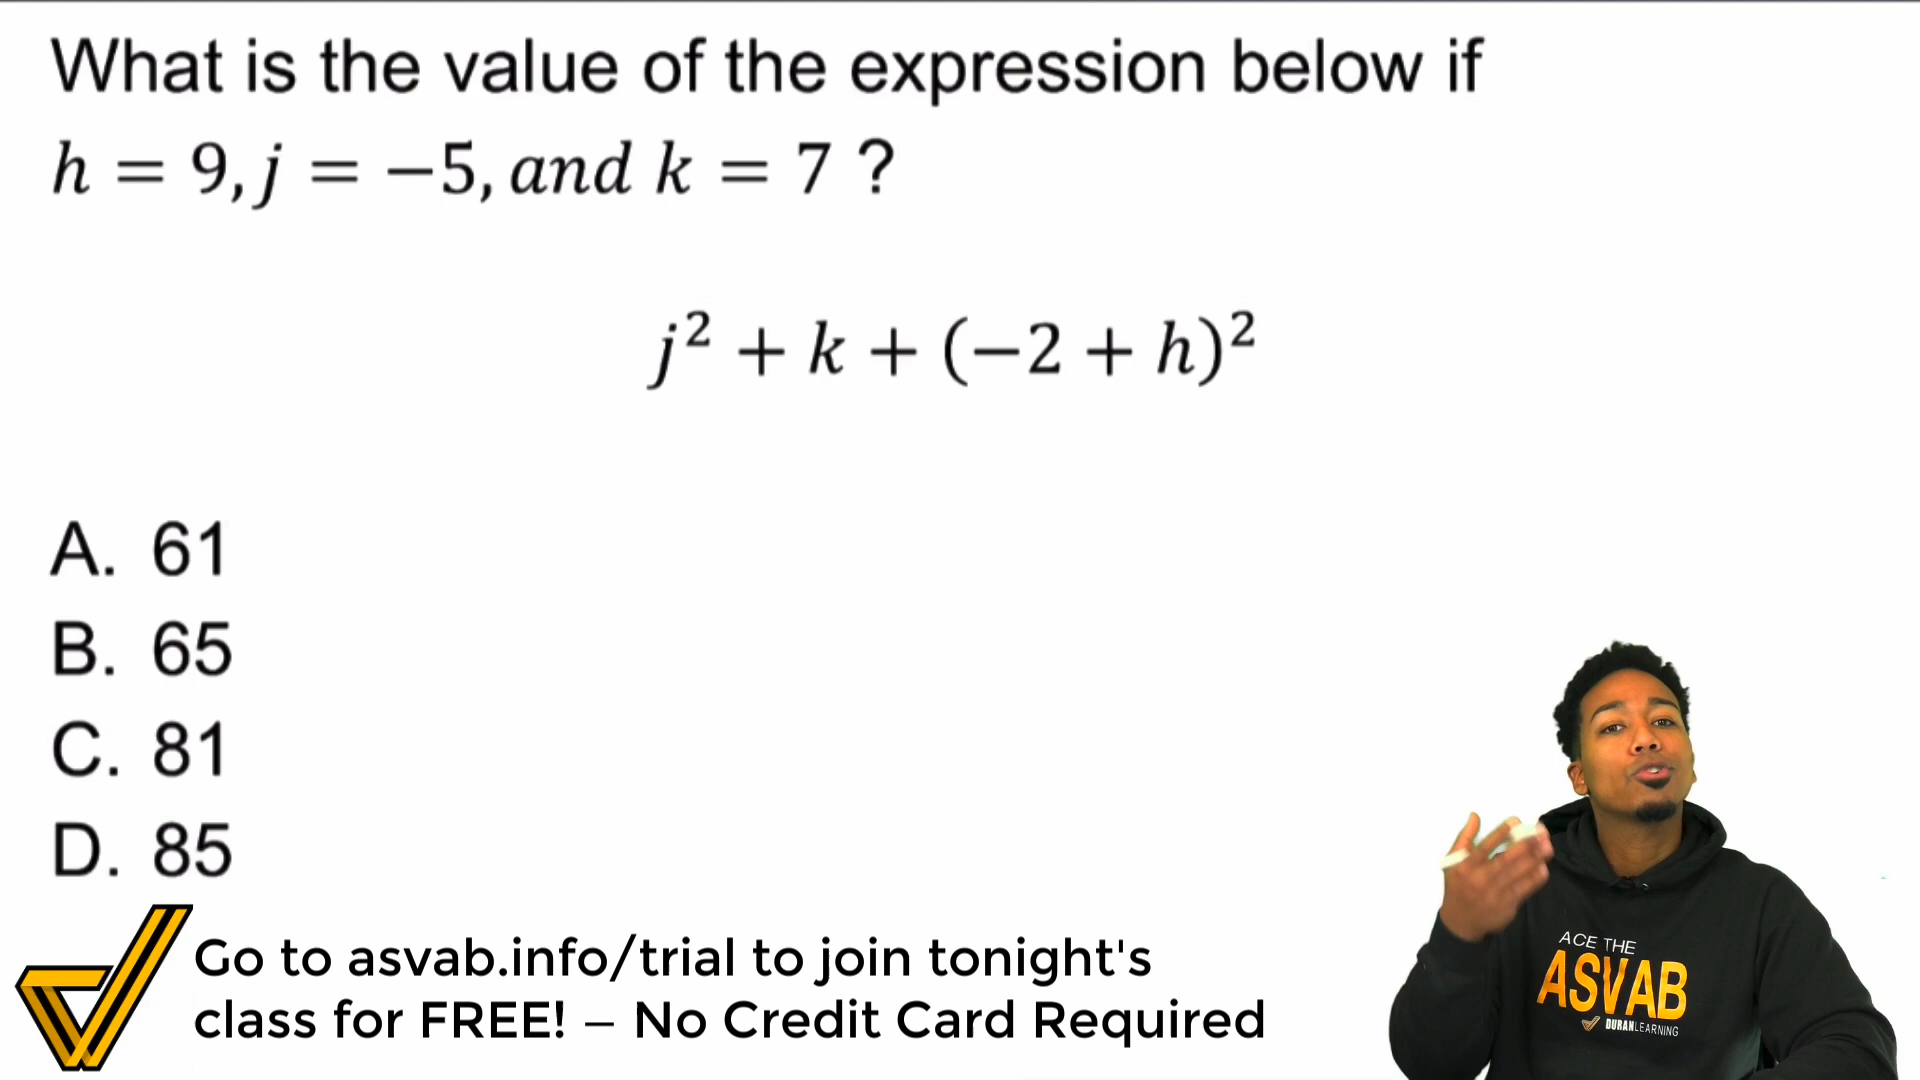 What is the value of the expression below if
h = 9, j = −5, and k = 7 ?
j² + k + (−2 + h)²
A. 61
B. 65
C. 81
D. 85
Go to asvab.info/trial to join tonight's
class for FREE! – No Credit Card Required
ACE THE
ASVAB
DURANLEARNING